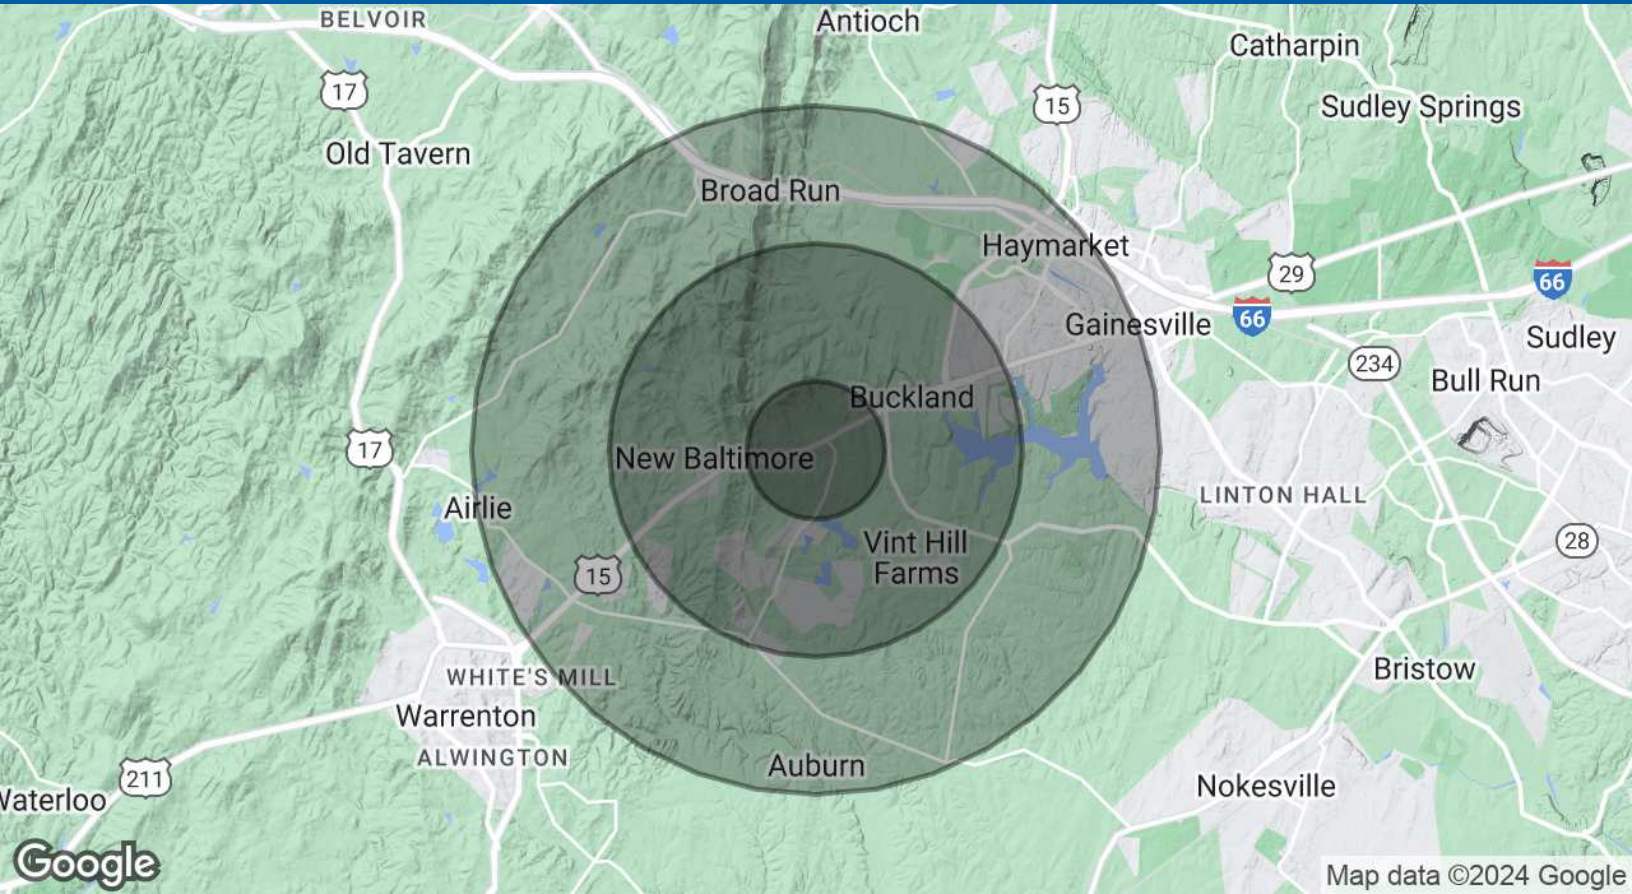 BELVOIR
Antioch
Catharpin
17
15
Sudley Springs
Old Tavern
Broad Run
Haymarket
29
66
66
Gainesville
Sudley
234
Bull Run
Buckland
17
New Baltimore
LINTON HALL
Airlie
28
Vint Hill
Farms
15
Bristow
WHITE'S MILL
Warrenton
ALWINGTON
Auburn
211
Nokesville
Waterloo
Google
Map data ©2024 Google